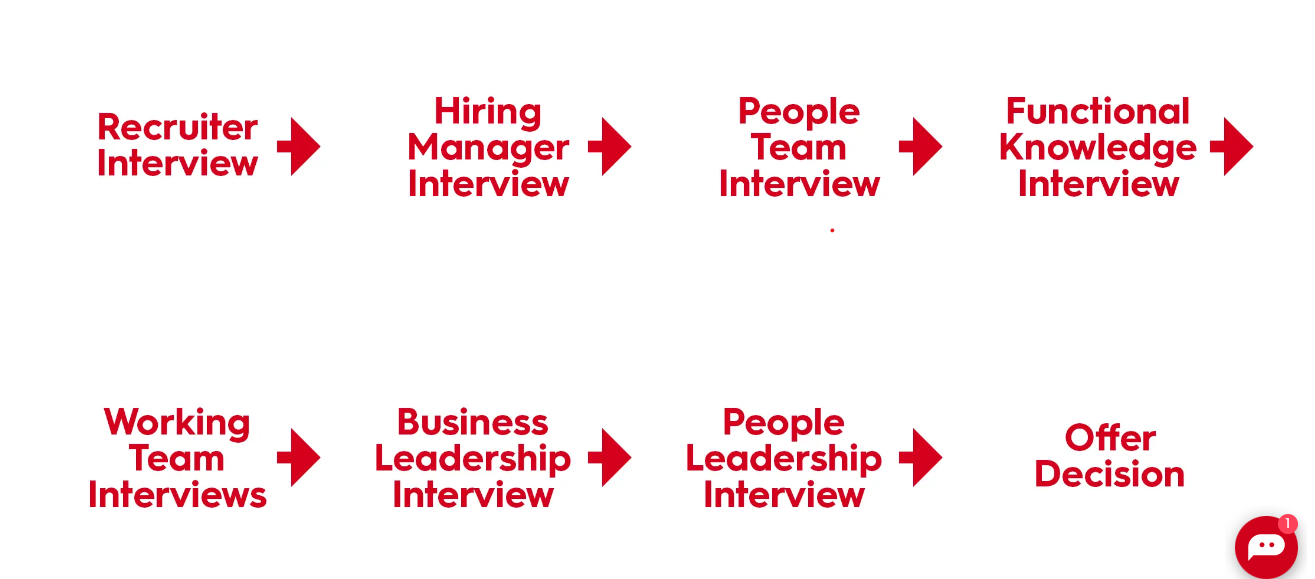 Recruiter
Interview
Hiring
Manager
Interview
People
Team
Interview
Functional
Knowledge
Interview
Working
Team
Interviews
Business
Leadership
Interview
People
Leadership
Interview
Offer
Decision
1